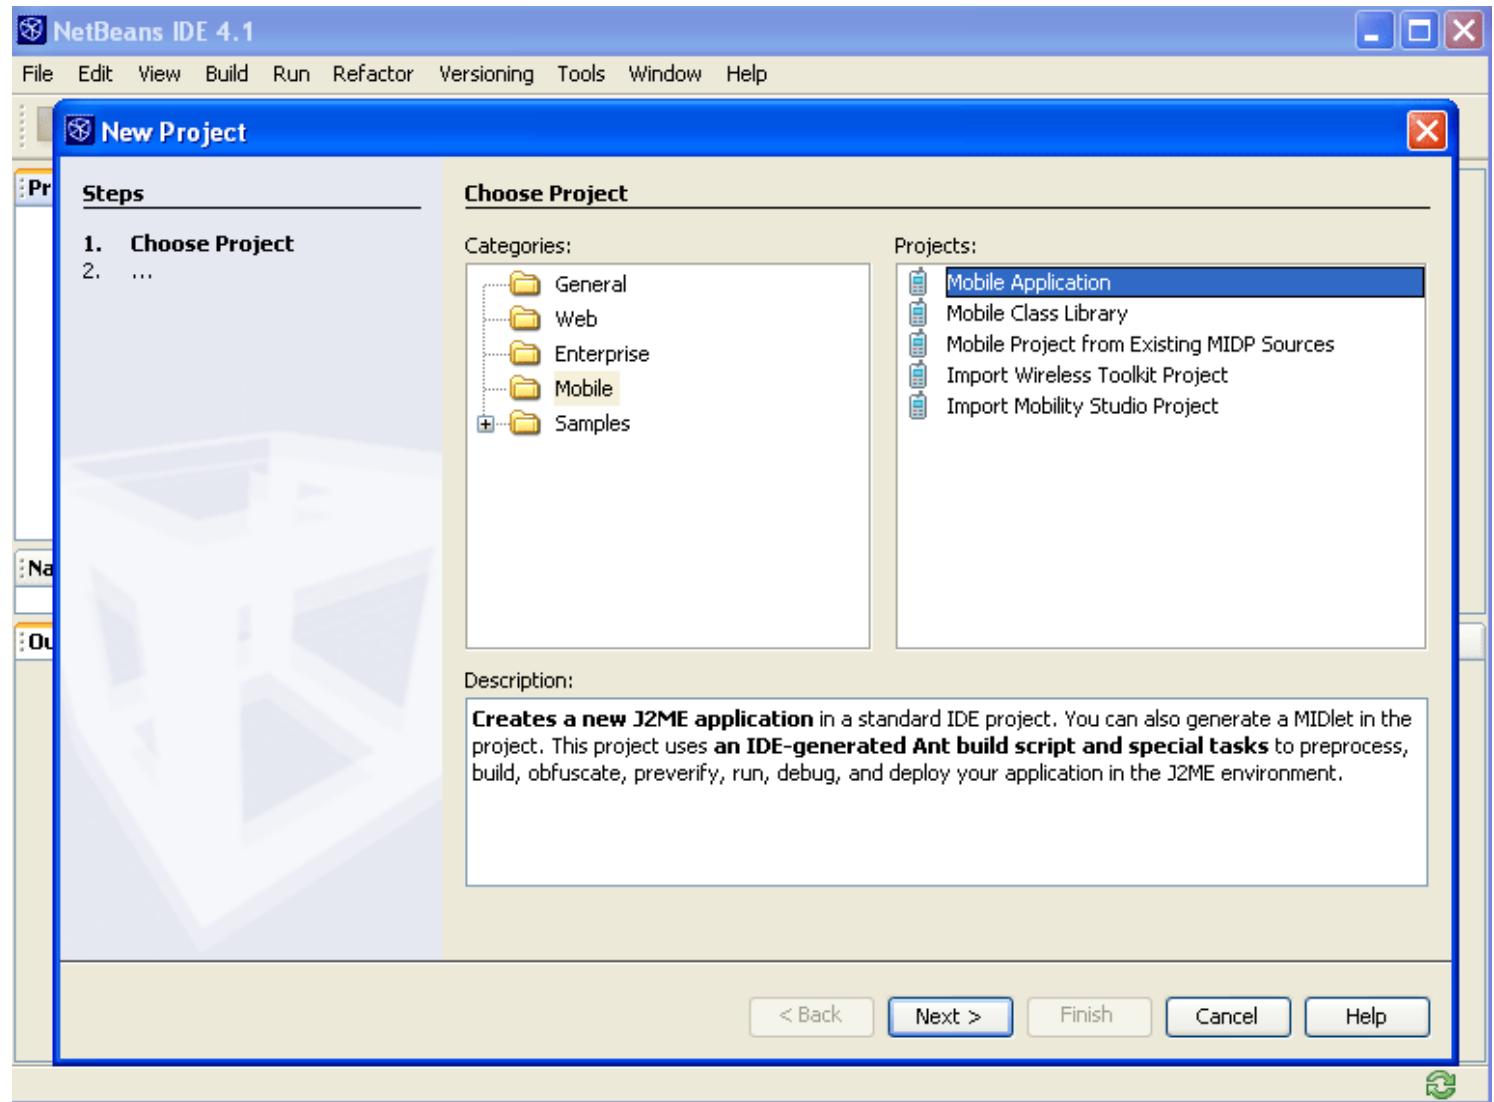 NetBeans IDE 4.1
File Edit View Build Run Refactor Versioning Tools Window Help
New Project
Pr
Na
Ou
Steps
1. Choose Project
2. ...
Choose Project
Categories:
General
Web
Enterprise
Mobile
Samples
Projects:
Mobile Application
Mobile Class Library
Mobile Project from Existing MIDP Sources
Import Wireless Toolkit Project
Import Mobility Studio Project
Description:
Creates a new J2ME application in a standard IDE project. You can also generate a MIDlet in the
project. This project uses an IDE-generated Ant build script and special tasks to preprocess,
build, obfuscate, preverify, run, debug, and deploy your application in the J2ME environment.
< Back Next > Finish Cancel Help